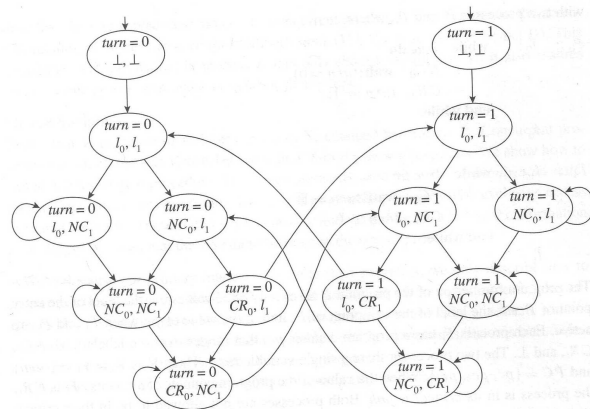 turn = 0
⊥, ⊥
turn = 1
⊥, ⊥
turn = 0
l₀, l₁
turn = 1
l₀, l₁
turn = 0
l₀, NC₁
turn = 0
NC₀, l₁
turn = 1
l₀, NC₁
turn = 1
NC₀, l₁
turn = 0
NC₀, NC₁
turn = 0
CR₀, l₁
turn = 1
l₀, CR₁
turn = 1
NC₀, NC₁
turn = 0
CR₀, NC₁
turn = 1
NC₀, CR₁